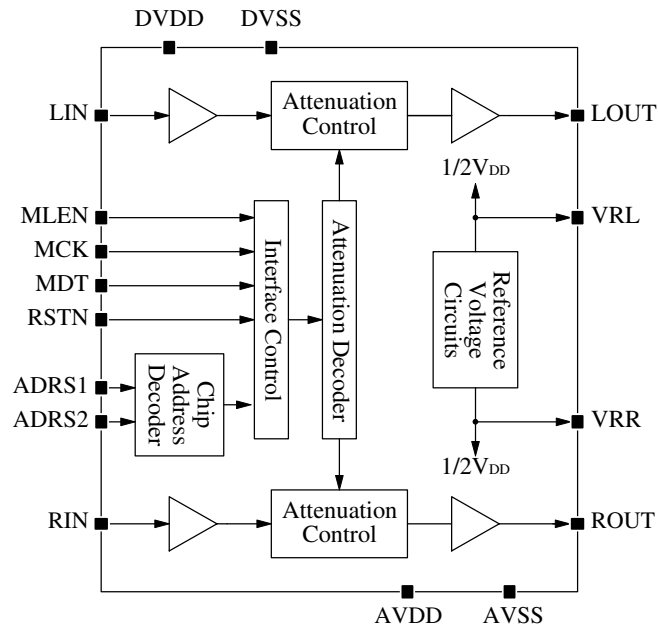 DVDD
DVSS
LIN
Attenuation
Control
LOUT
1/2VDD
MLEN
MCK
MDT
RSTN
ADRS1
ADRS2
Chip
Address
Decoder
Interface Control
Attenuation Decoder
Reference
Voltage
Circuits
VRL
VRR
1/2VDD
RIN
Attenuation
Control
ROUT
AVDD
AVSS